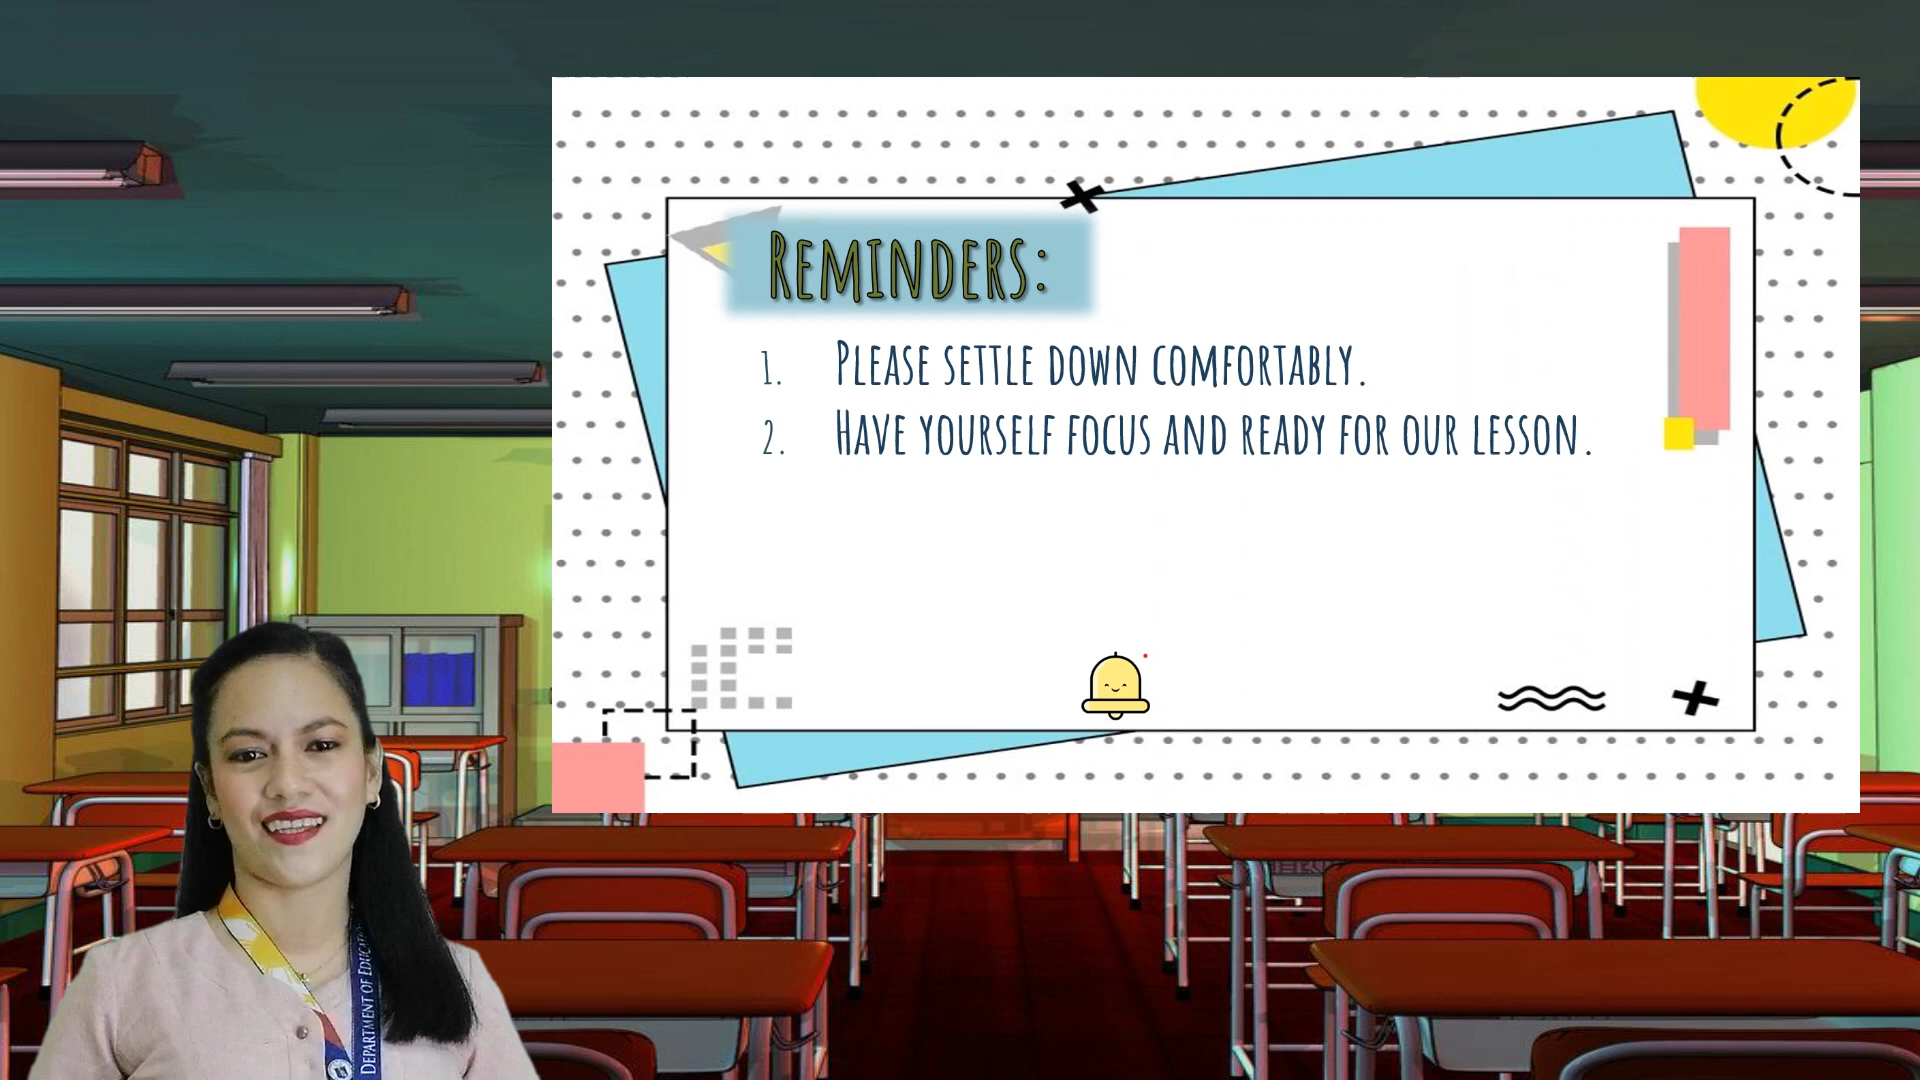 REMINDERS:
1. PLEASE SETTLE DOWN COMFORTABLY.
2. HAVE YOURSELF FOCUS AND READY FOR OUR LESSON.
DEPARTMENT OF EDUCATION